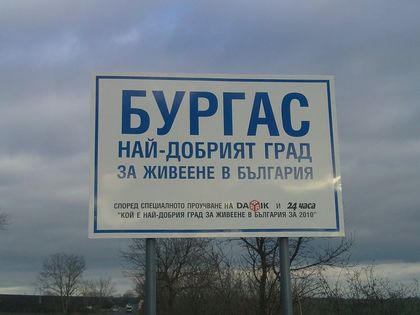 БУРГАС
НАЙ-ДОБРИЯТ ГРАД
ЗА ЖИВЕЕНЕ В БЪЛГАРИЯ
СПОРЕД СПЕЦИАЛНОТО ПРОУЧВАНЕ НА DARIK И 24 часа
"КОЙ Е НАЙ-ДОБРИЯ ГРАД ЗА ЖИВЕЕНЕ В БЪЛГАРИЯ ЗА 2010"